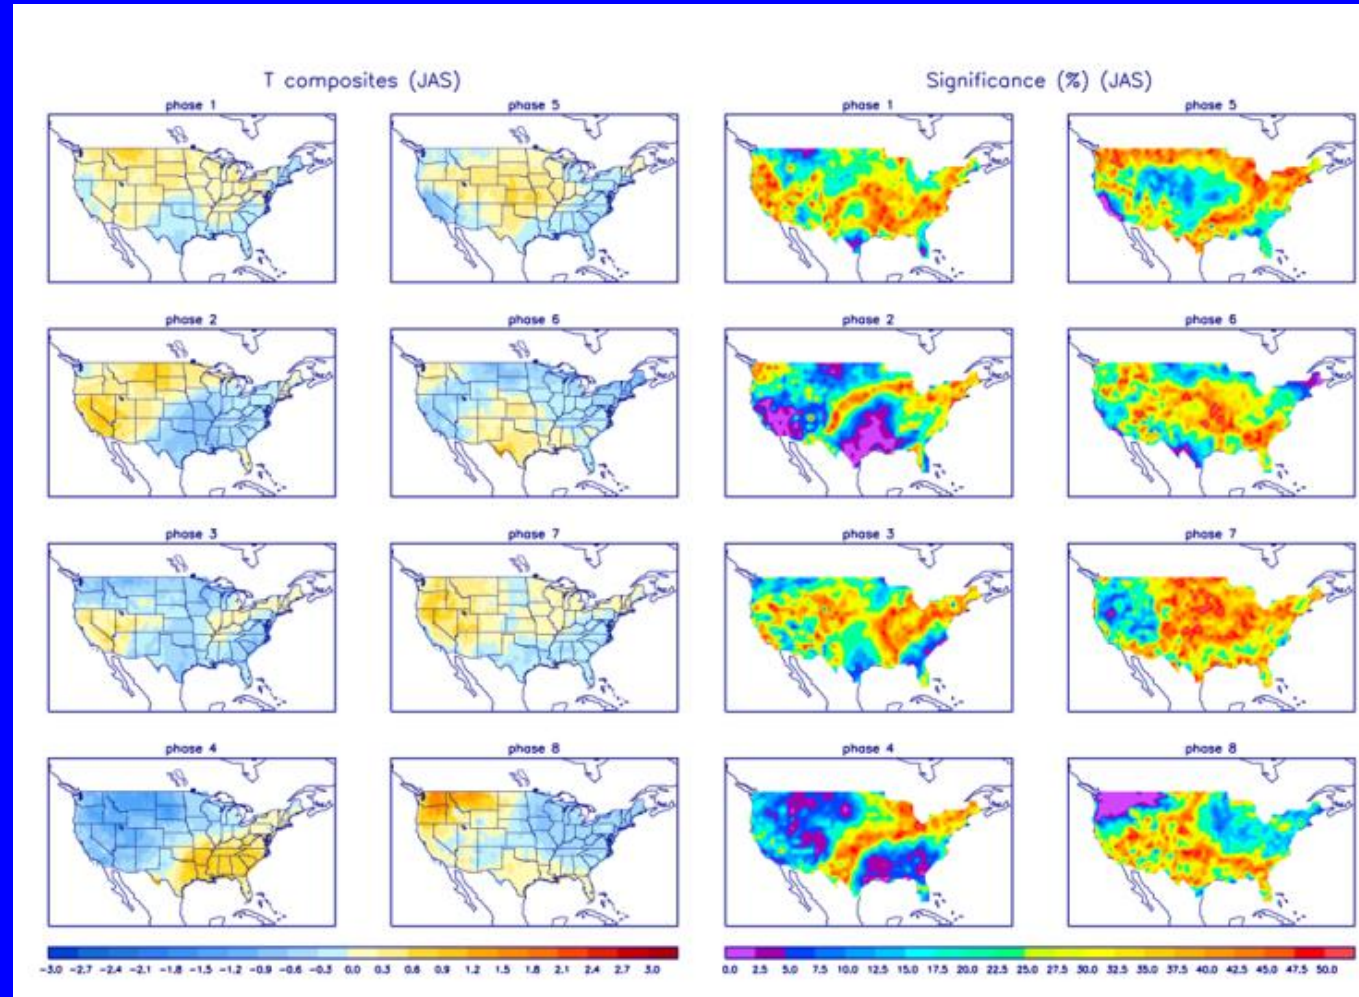 T composites (JAS) Significance (%) (JAS)
phase 1 phase 5 phase 1 phase 5
phase 2 phase 6 phase 2 phase 6
phase 3 phase 7 phase 3 phase 7
phase 4 phase 8 phase 4 phase 8
-3.0 -2.7 -2.4 -2.1 -1.8 -1.5 -1.2 -0.9 -0.6 -0.3 0.0 0.3 0.6 0.9 1.2 1.5 1.8 2.1 2.4 2.7 3.0 0.0 2.5 5.0 7.5 10.0 12.5 15.0 17.5 20.0 22.5 25.0 27.5 30.0 32.5 35.0 37.5 40.0 42.5 45.0 47.5 50.0